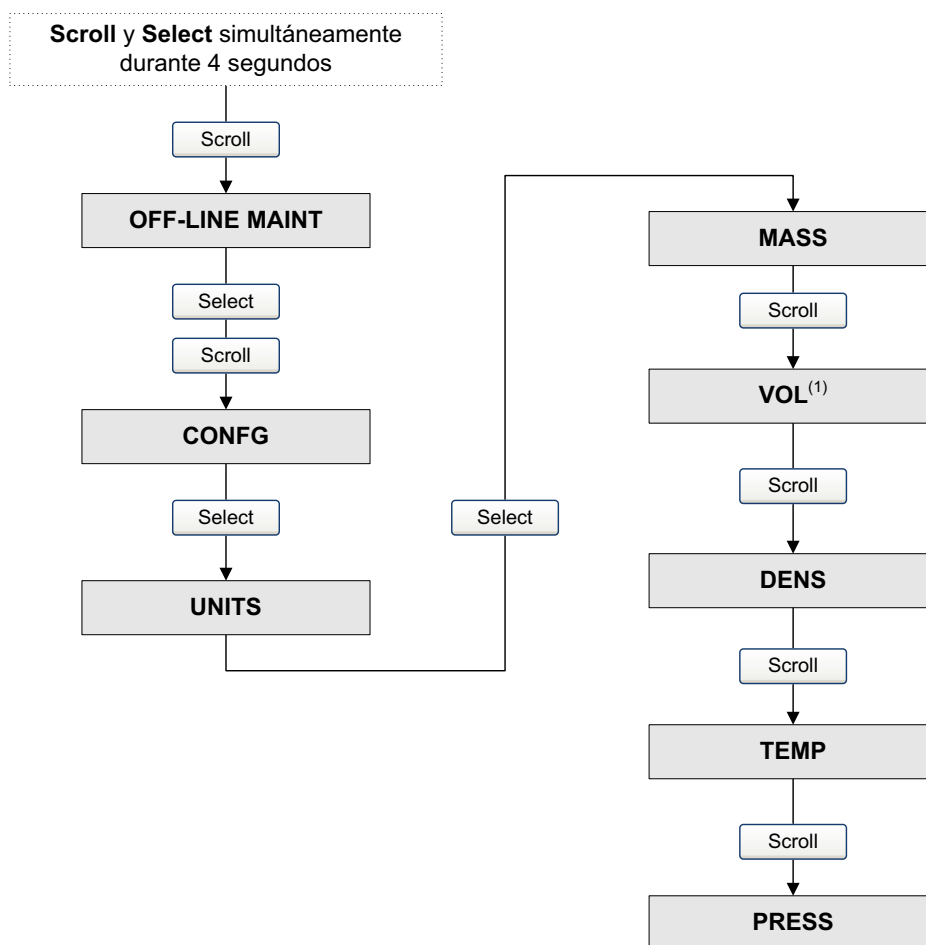 Scroll y Select simultáneamente
durante 4 segundos
Scroll
OFF-LINE MAINT
Select
Scroll
CONFG
Select
UNITS
Select
MASS
Scroll
VOL(1)
Scroll
DENS
Scroll
TEMP
Scroll
PRESS